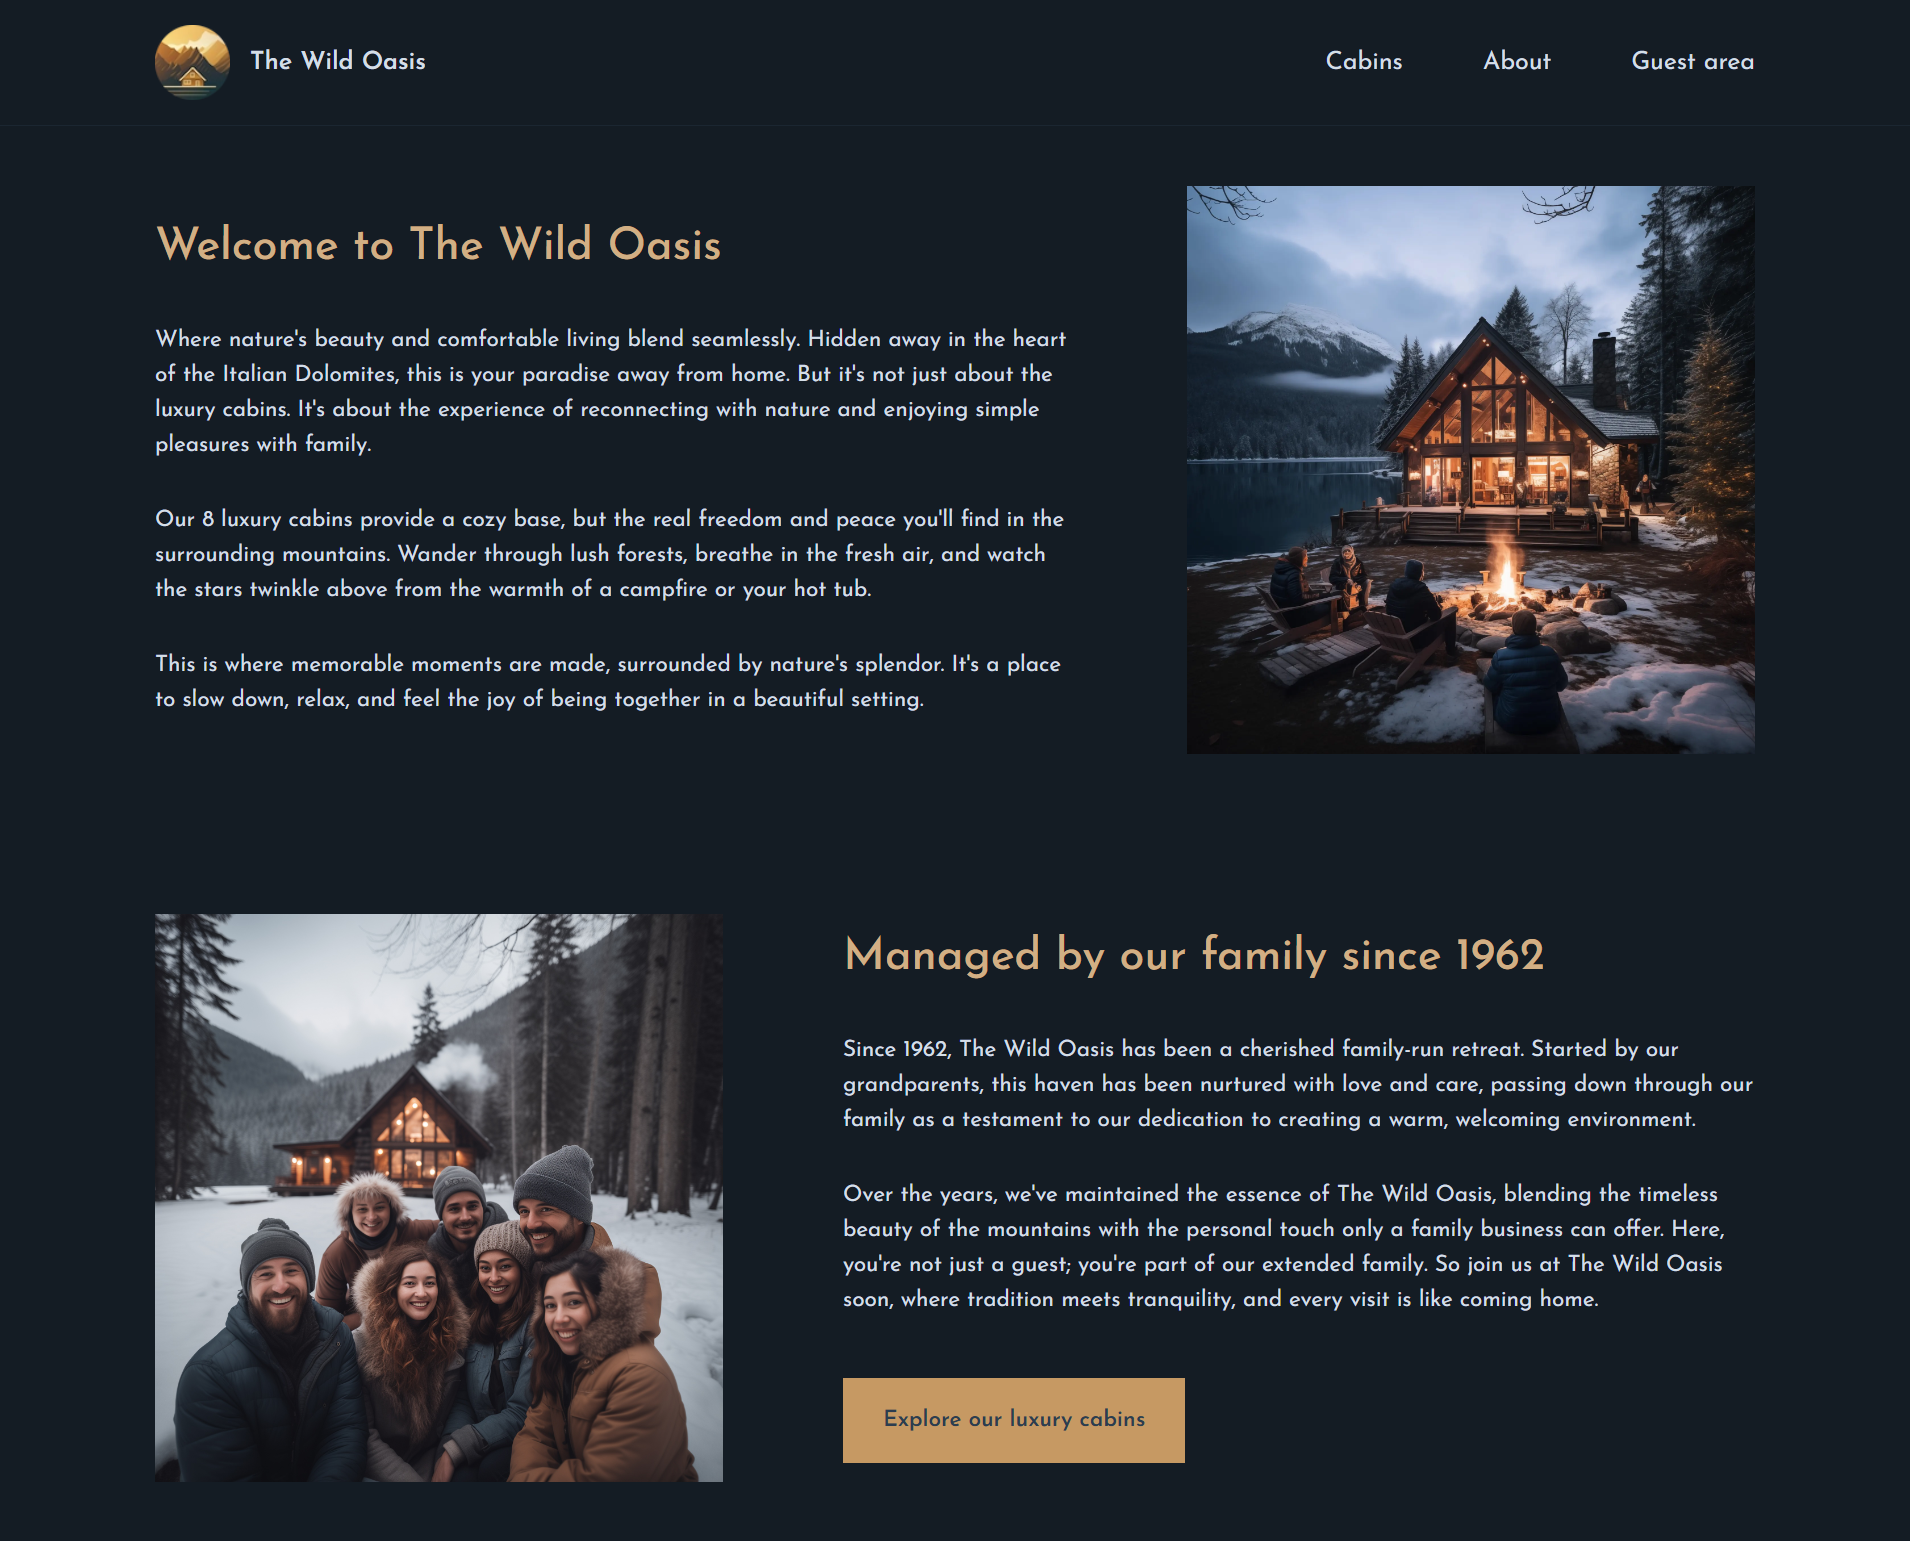 The Wild Oasis
Cabins
About
Guest area
Welcome to The Wild Oasis
Where nature's beauty and comfortable living blend seamlessly. Hidden away in the heart
of the Italian Dolomites, this is your paradise away from home. But it's not just about the
luxury cabins. It's about the experience of reconnecting with nature and enjoying simple
pleasures with family.
Our 8 luxury cabins provide a cozy base, but the real freedom and peace you'll find in the
surrounding mountains. Wander through lush forests, breathe in the fresh air, and watch
the stars twinkle above from the warmth of a campfire or your hot tub.
This is where memorable moments are made, surrounded by nature's splendor. It's a place
to slow down, relax, and feel the joy of being together in a beautiful setting.
Managed by our family since 1962
Since 1962, The Wild Oasis has been a cherished family-run retreat. Started by our
grandparents, this haven has been nurtured with love and care, passing down through our
family as a testament to our dedication to creating a warm, welcoming environment.
Over the years, we've maintained the essence of The Wild Oasis, blending the timeless
beauty of the mountains with the personal touch only a family business can offer. Here,
you're not just a guest; you're part of our extended family. So join us at The Wild Oasis
soon, where tradition meets tranquility, and every visit is like coming home.
Explore our luxury cabins